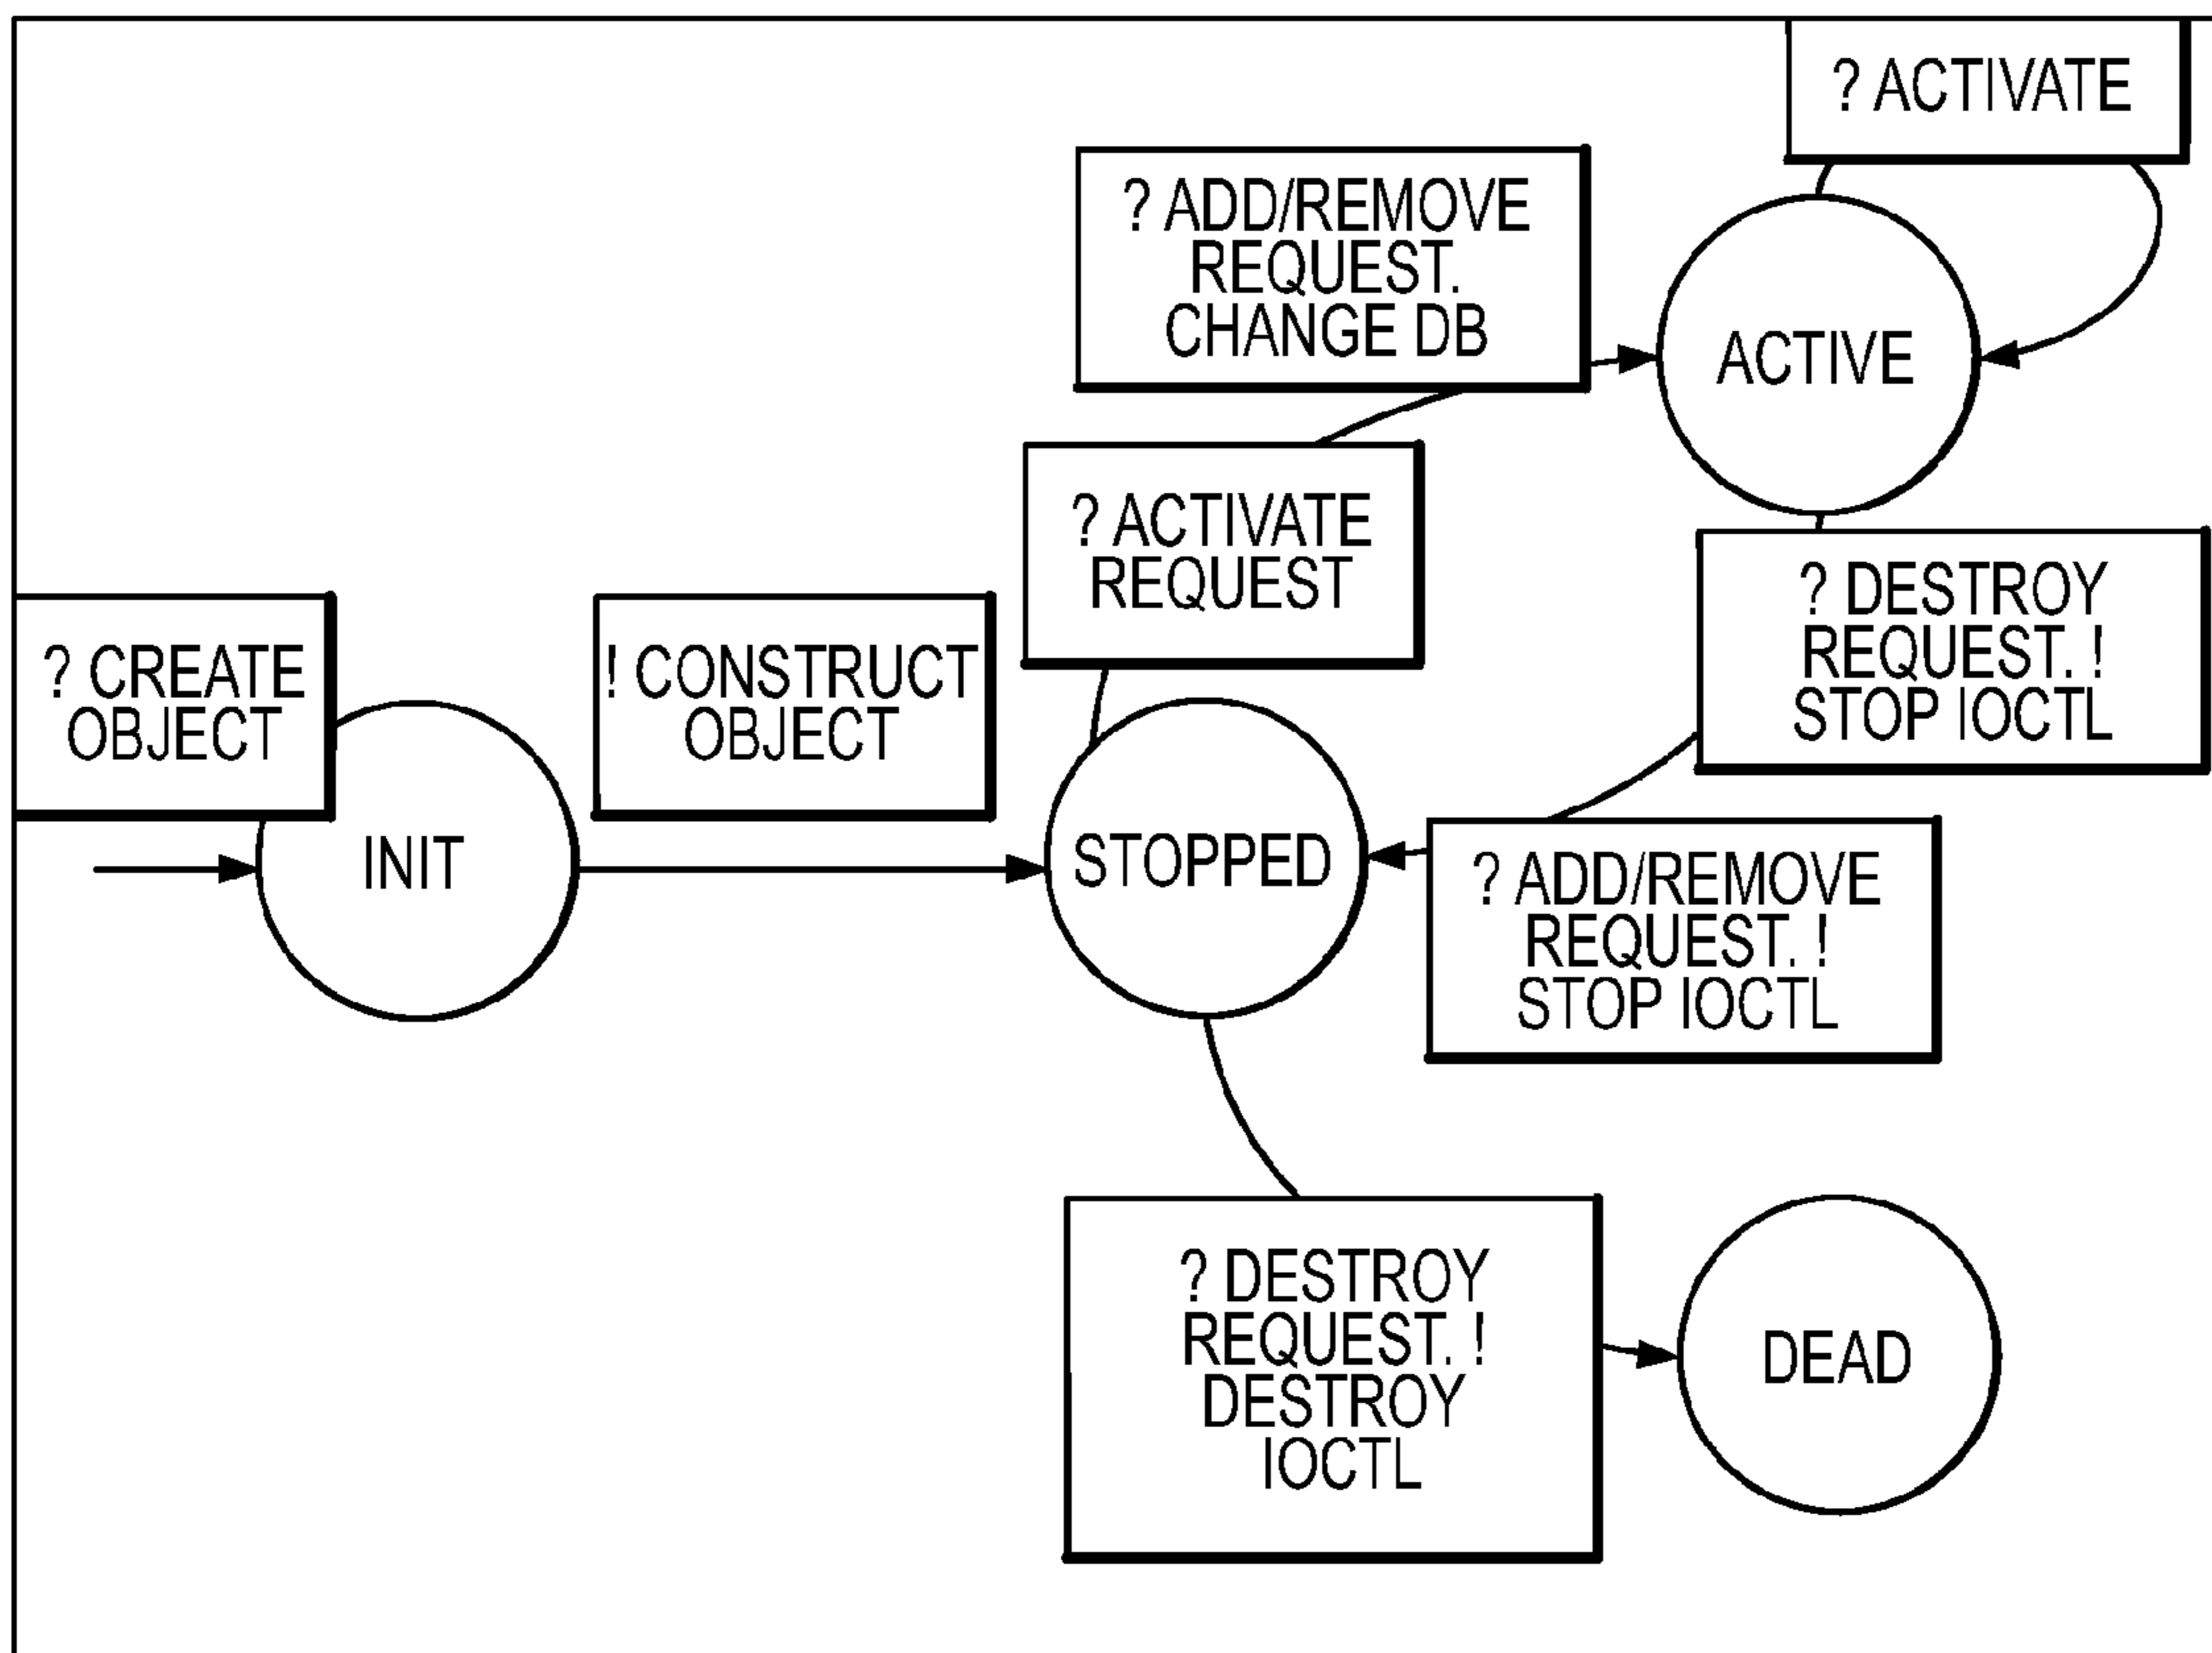 ? ACTIVATE
? ADD/REMOVE
REQUEST.
CHANGE DB
ACTIVE
? ACTIVATE
REQUEST
? DESTROY
REQUEST. !
STOP IOCTL
? CREATE
OBJECT
! CONSTRUCT
OBJECT
INIT
STOPPED
? ADD/REMOVE
REQUEST. !
STOP IOCTL
? DESTROY
REQUEST. !
DESTROY
IOCTL
DEAD